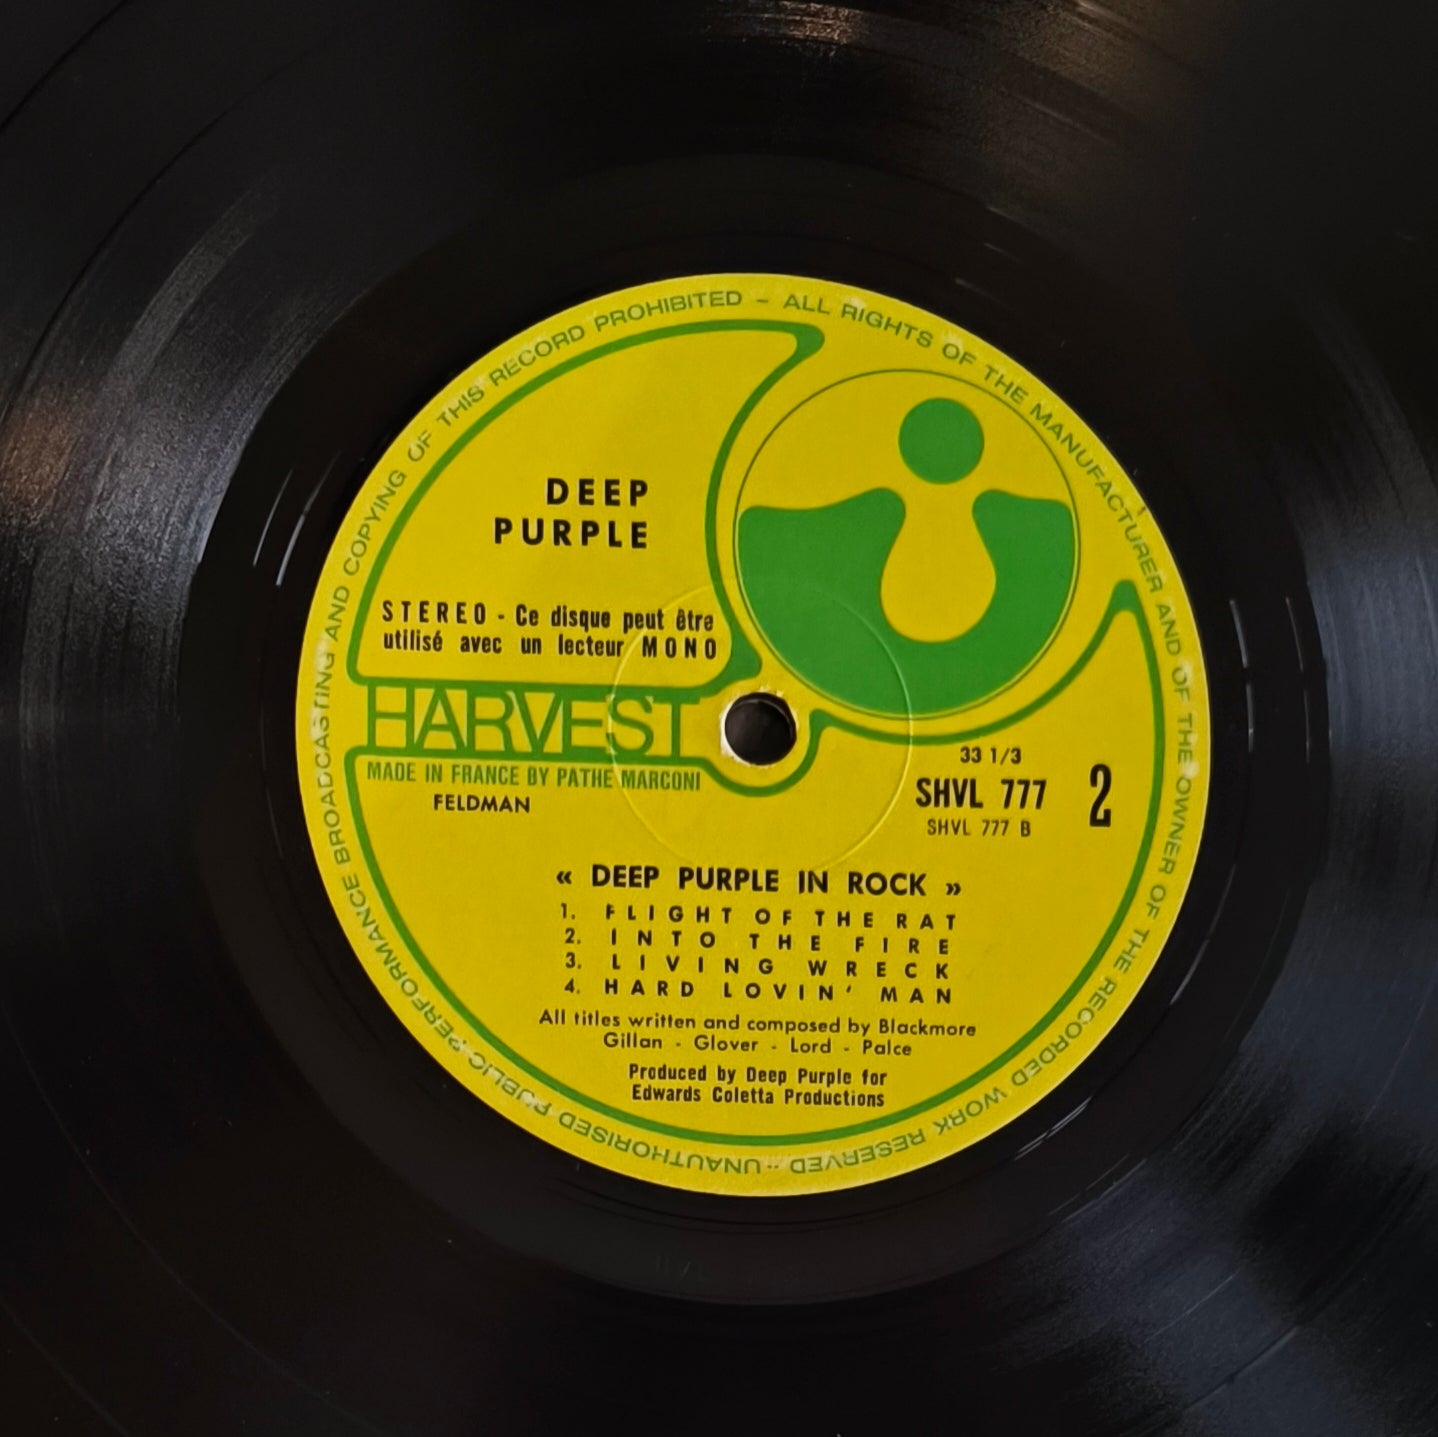 UNAUTHORISED PUBLIC PERFORMANCE BROADCASTING AND COPYING OF THIS RECORD PROHIBITED - ALL RIGHTS OF THE MANUFACTURER AND OF THE OWNER OF THE RECORDED WORK RESERVED -
DEEP
PURPLE
STEREO - Ce disque peut être
utilisé avec un lecteur MONO
HARVEST
MADE IN FRANCE BY PATHE MARCONI
FELDMAN
33 1/3
SHVL 777
SHVL 777 B
2
« DEEP PURPLE IN ROCK »
1. FLIGHT OF THE RAT
2. INTO THE FIRE
3. LIVING WRECK
4. HARD LOVIN' MAN
All titles written and composed by Blackmore
Gillan - Glover - Lord - Palce
Produced by Deep Purple for
Edwards Coletta Productions